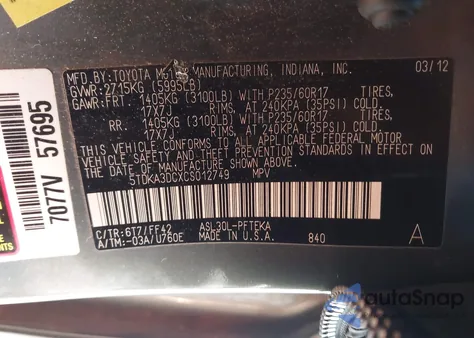 MFD.BY:TOYOTA MOTOR MANUFACTURING, INDIANA, INC. 03/12
GVWR: 2715KG (5995LB)
GAWR:FRT. 1405KG (3100LB) WITH P235/60R17 TIRES,
17X7J RIMS, AT 240KPA (35PSI) COLD.
RR. 1405KG (3100LB) WITH P235/60R17 TIRES,
17X7J RIMS, AT 240KPA (35PSI) COLD.
THIS VEHICLE CONFORMS TO ALL APPLICABLE FEDERAL MOTOR
VEHICLE SAFETY STANDARDS IN EFFECT ON THE DATE OF
MANUFACTURE SHOWN ABOVE.
5TDKA3DCXCS012749 MPV
C/TR:6T7/FF42 ASL30L-PFTEKA
A/TM:-03A/U760E MADE IN U.S.A. 840 A
7077V 57695
autoSnap